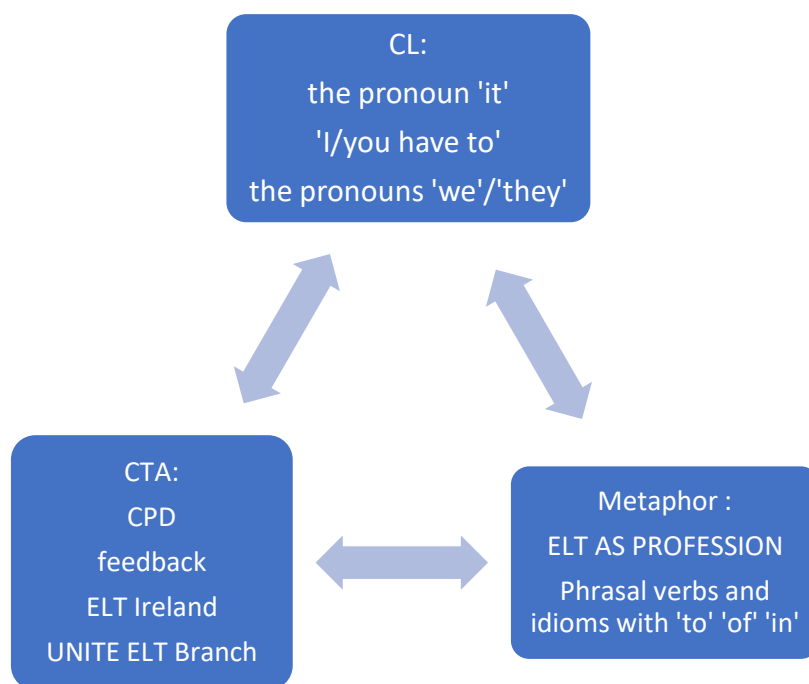 CL:
the pronoun 'it'
'I/you have to'
the pronouns 'we'/'they'
CTA:
CPD
feedback
ELT Ireland
UNITE ELT Branch
Metaphor :
ELT AS PROFESSION
Phrasal verbs and
idioms with 'to' 'of' 'in'